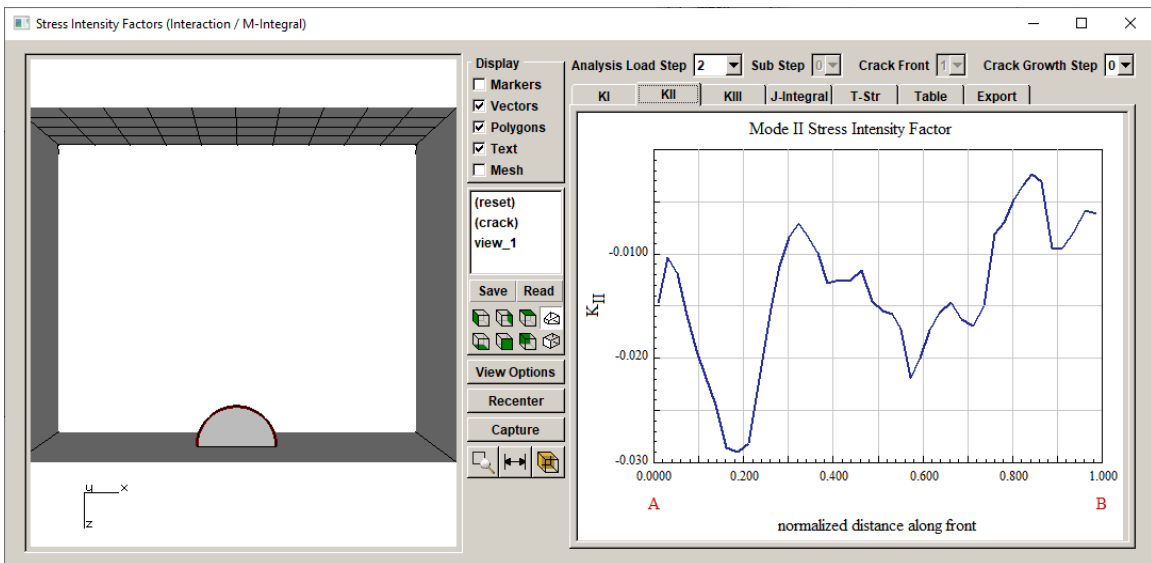 Stress Intensity Factors (Interaction / M-Integral)
Display
Markers
Vectors
Polygons
Text
Mesh
(reset)
(crack)
view_1
Save Read
View Options
Recenter
Capture
y x
z
Analysis Load Step 2 Sub Step 0 Crack Front 1 Crack Growth Step 0
KI KII KIII J-Integral T-Str Table Export
Mode II Stress Intensity Factor
-0.0100
-0.020
-0.030
KII
0.0000 0.200 0.400 0.600 0.800 1.000
A B
normalized distance along front